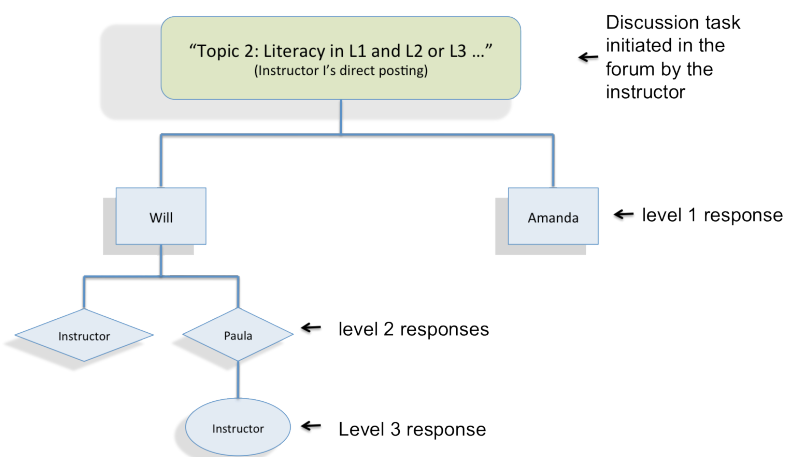 “Topic 2: Literacy in L1 and L2 or L3 …”
(Instructor I’s direct posting)
Discussion task
initiated in the
forum by the
instructor
Will
Amanda
level 1 response
Instructor
Paula
level 2 responses
Instructor
Level 3 response